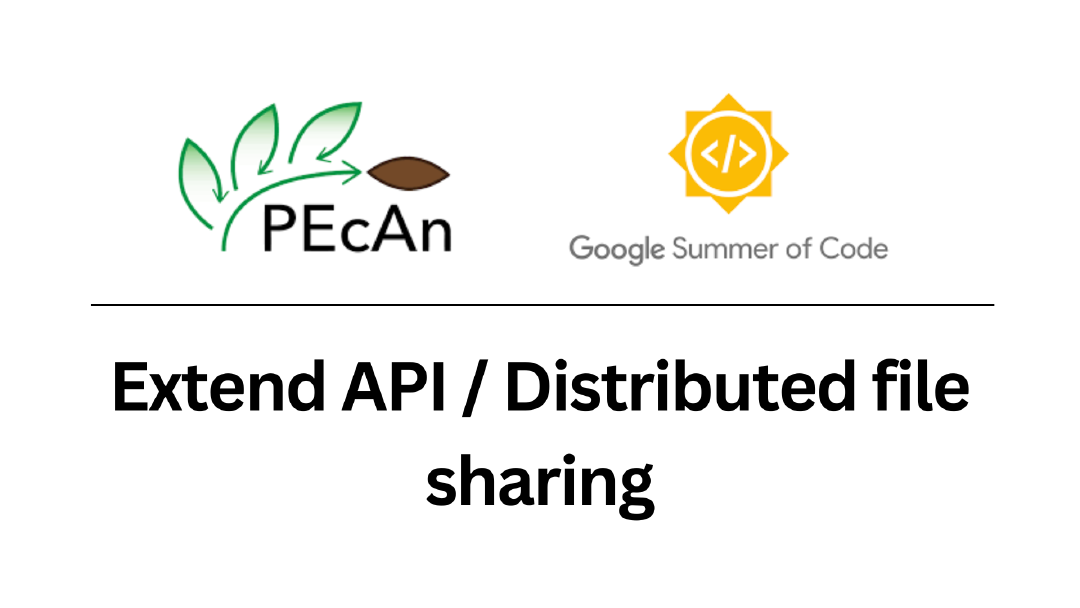 PEcAn
</>
Google Summer of Code
Extend API / Distributed file
sharing